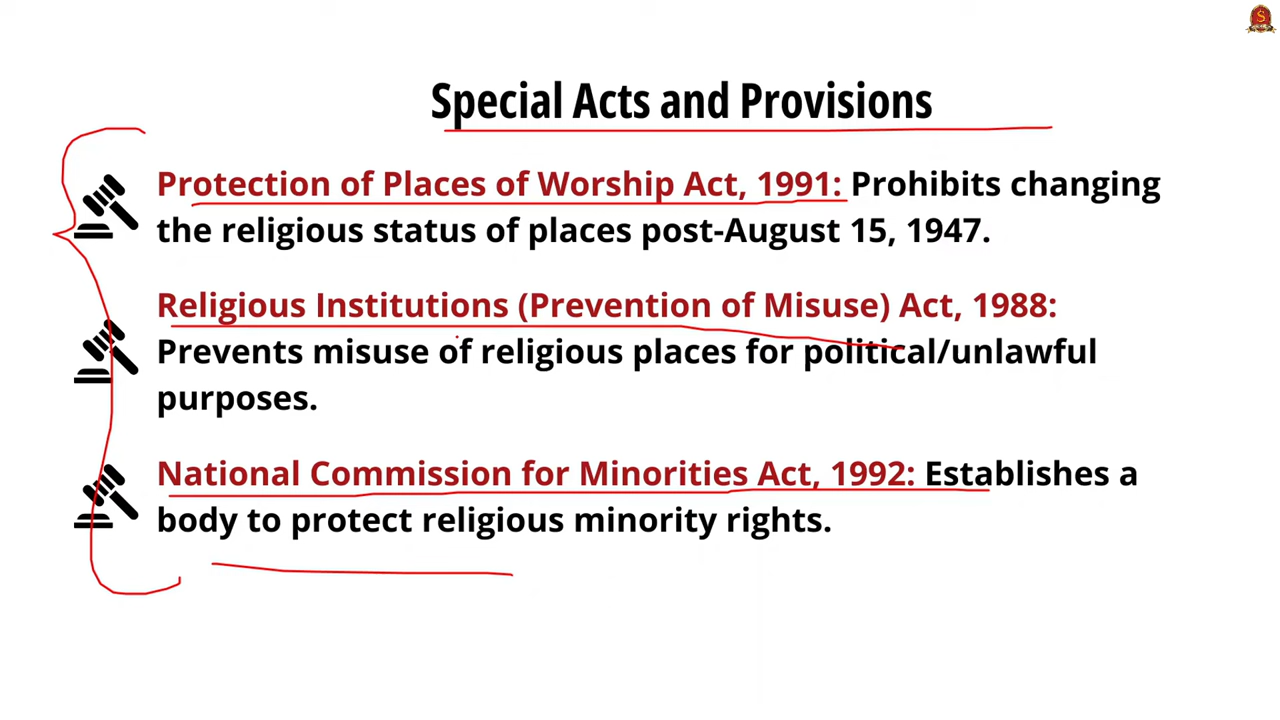 Special Acts and Provisions
Protection of Places of Worship Act, 1991: Prohibits changing
the religious status of places post-August 15, 1947.
Religious Institutions (Prevention of Misuse) Act, 1988:
Prevents misuse of religious places for political/unlawful
purposes.
National Commission for Minorities Act, 1992: Establishes a
body to protect religious minority rights.